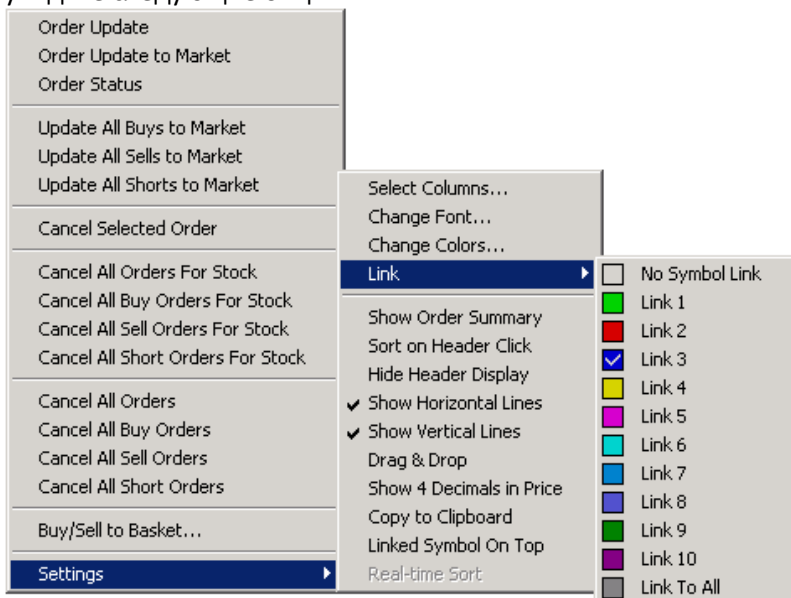 Order Update
Order Update to Market
Order Status
Update All Buys to Market
Update All Sells to Market
Update All Shorts to Market
Cancel Selected Order
Cancel All Orders For Stock
Cancel All Buy Orders For Stock
Cancel All Sell Orders For Stock
Cancel All Short Orders For Stock
Cancel All Orders
Cancel All Buy Orders
Cancel All Sell Orders
Cancel All Short Orders
Buy/Sell to Basket...
Settings
Select Columns...
Change Font...
Change Colors...
Link
Show Order Summary
Sort on Header Click
Hide Header Display
Show Horizontal Lines
Show Vertical Lines
Drag & Drop
Show 4 Decimals in Price
Copy to Clipboard
Linked Symbol On Top
Real-time Sort
No Symbol Link
Link 1
Link 2
Link 3
Link 4
Link 5
Link 6
Link 7
Link 8
Link 9
Link 10
Link To All